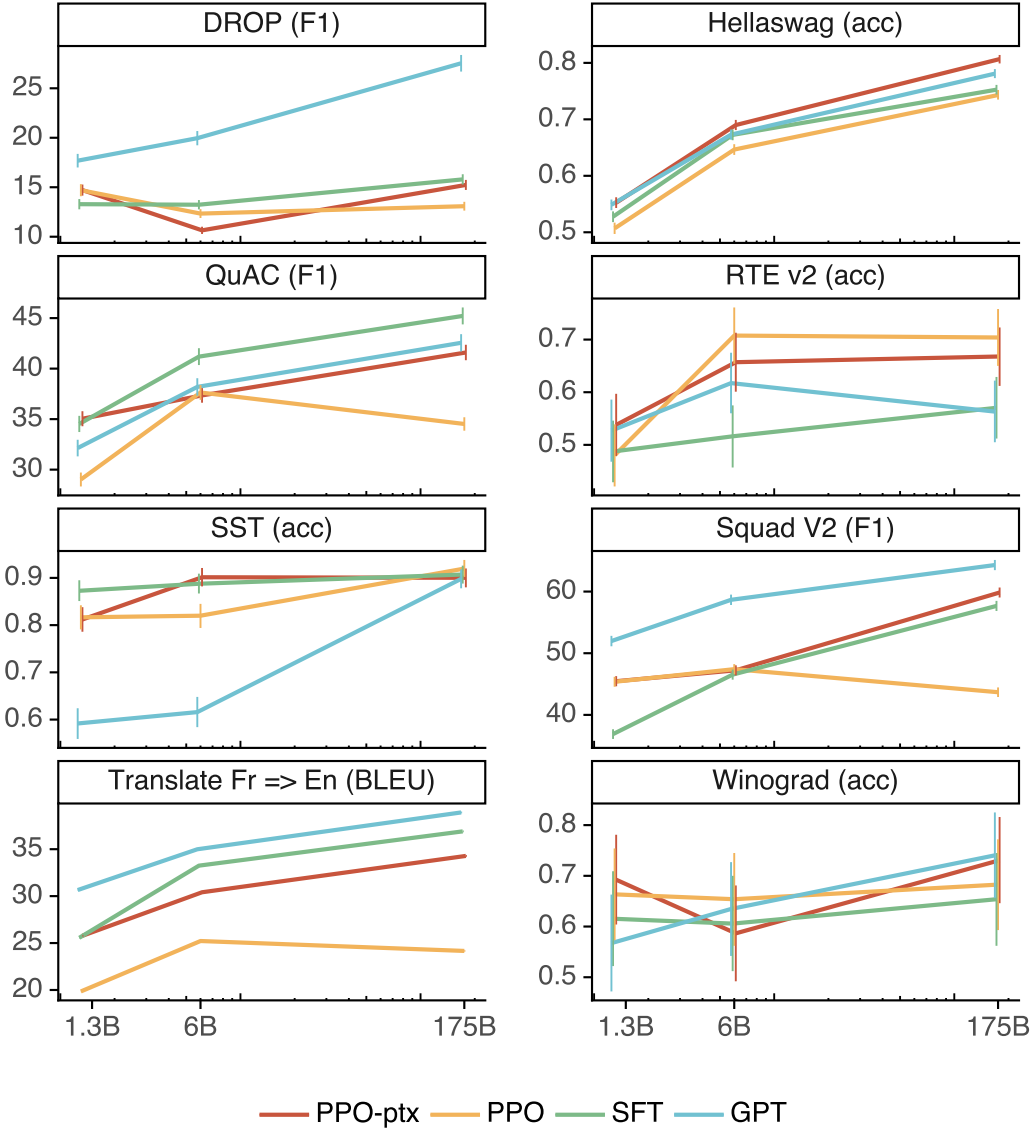 DROP (F1)
25
20
15
10
Hellaswag (acc)
0.8
0.7
0.6
0.5
QuAC (F1)
45
40
35
30
RTE v2 (acc)
0.7
0.6
0.5
SST (acc)
0.9
0.8
0.7
0.6
Squad V2 (F1)
60
50
40
Translate Fr => En (BLEU)
35
30
25
20
1.3B 6B 175B
Winograd (acc)
0.8
0.7
0.6
0.5
1.3B 6B 175B
PPO-ptx PPO SFT GPT